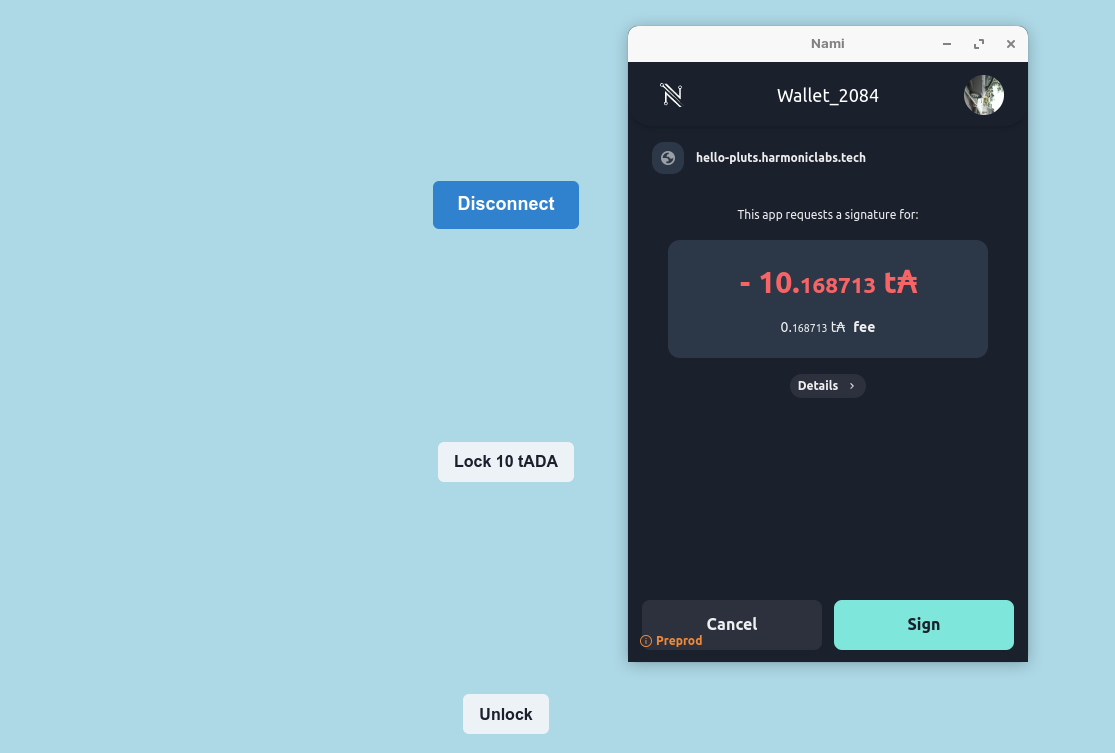 Nami
Wallet_2084
hello-pluts.harmoniclabs.tech
This app requests a signature for:
- 10.168713 t₳
0.168713 t₳ fee
Details
Cancel
Sign
Preprod
Disconnect
Lock 10 tADA
Unlock